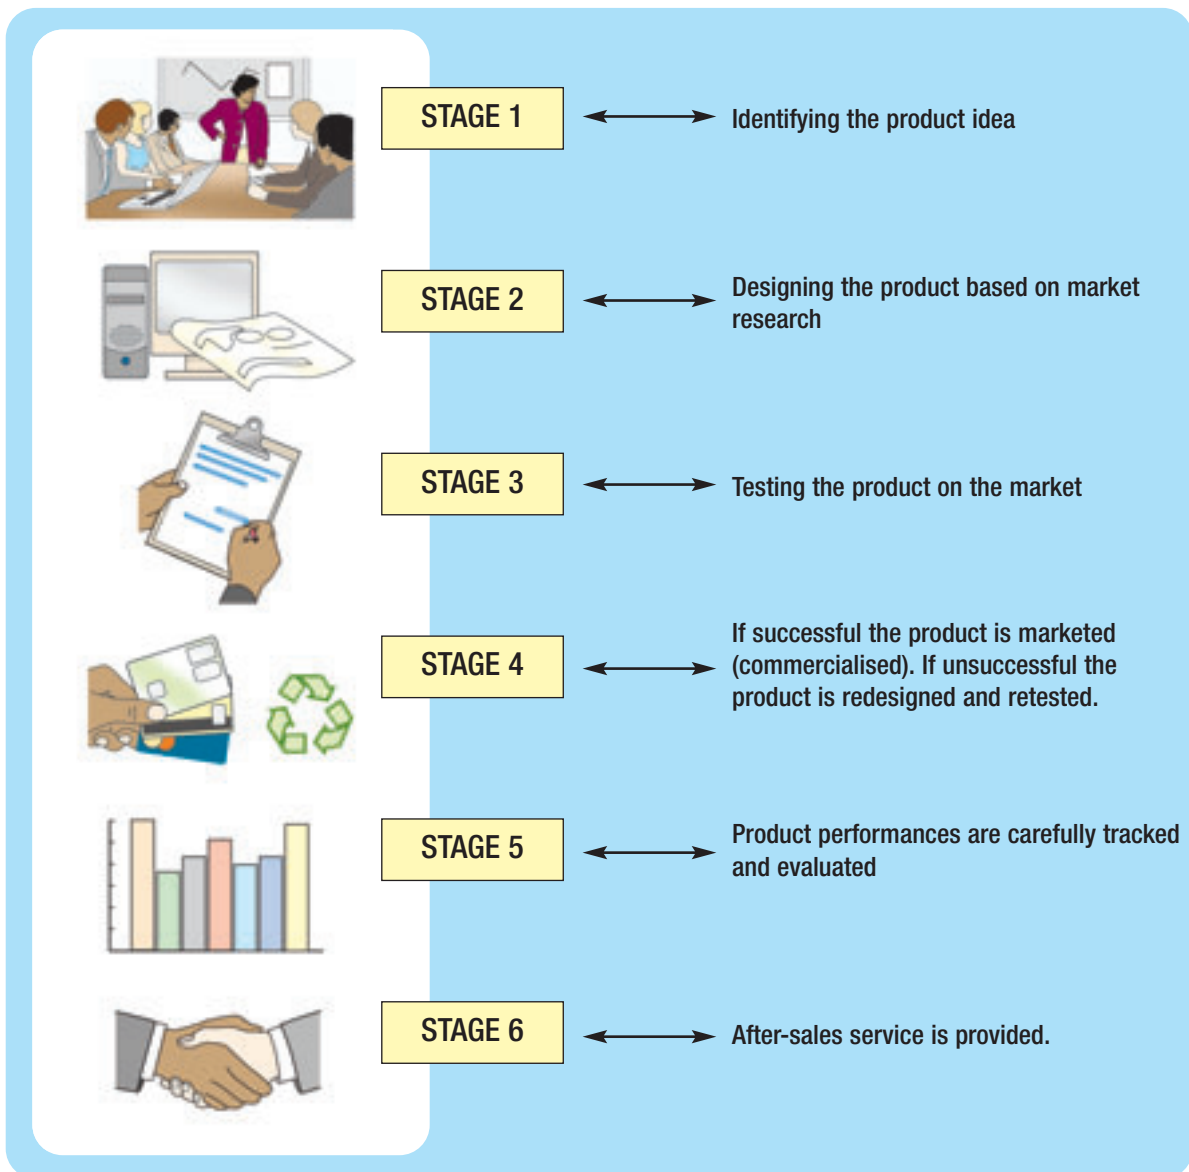 STAGE 1
Identifying the product idea
STAGE 2
Designing the product based on market
research
STAGE 3
Testing the product on the market
STAGE 4
If successful the product is marketed
(commercialised). If unsuccessful the
product is redesigned and retested.
STAGE 5
Product performances are carefully tracked
and evaluated
STAGE 6
After-sales service is provided.